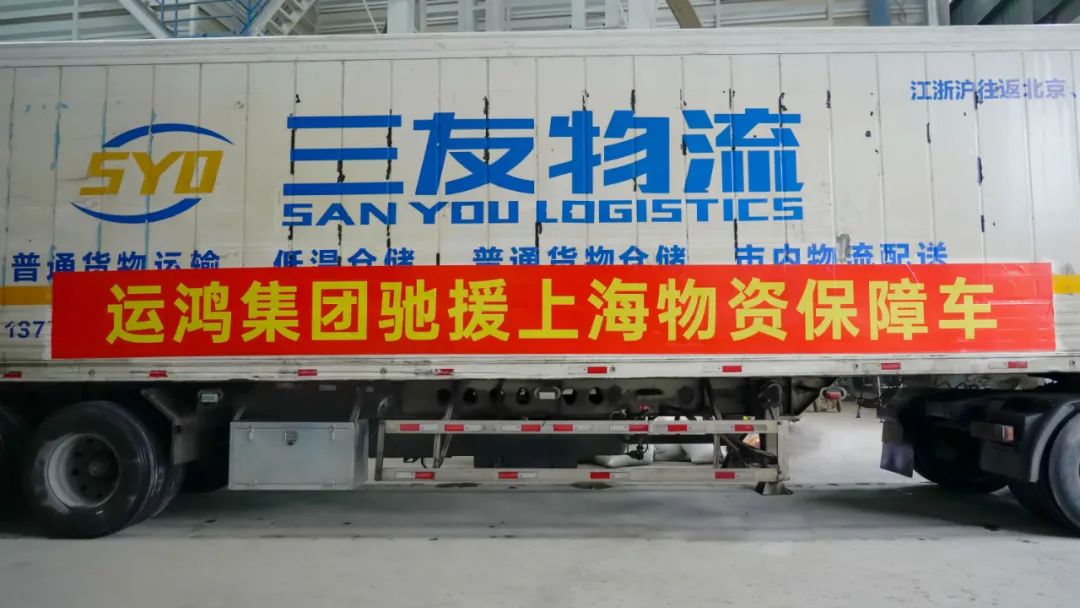 江浙沪往返北京、
SYD
三友物流
SAN YOU LOGISTICS
普通货物运输 低温仓储 普通货物仓储 市内物流配送
运鸿集团驰援上海物资保障车
137